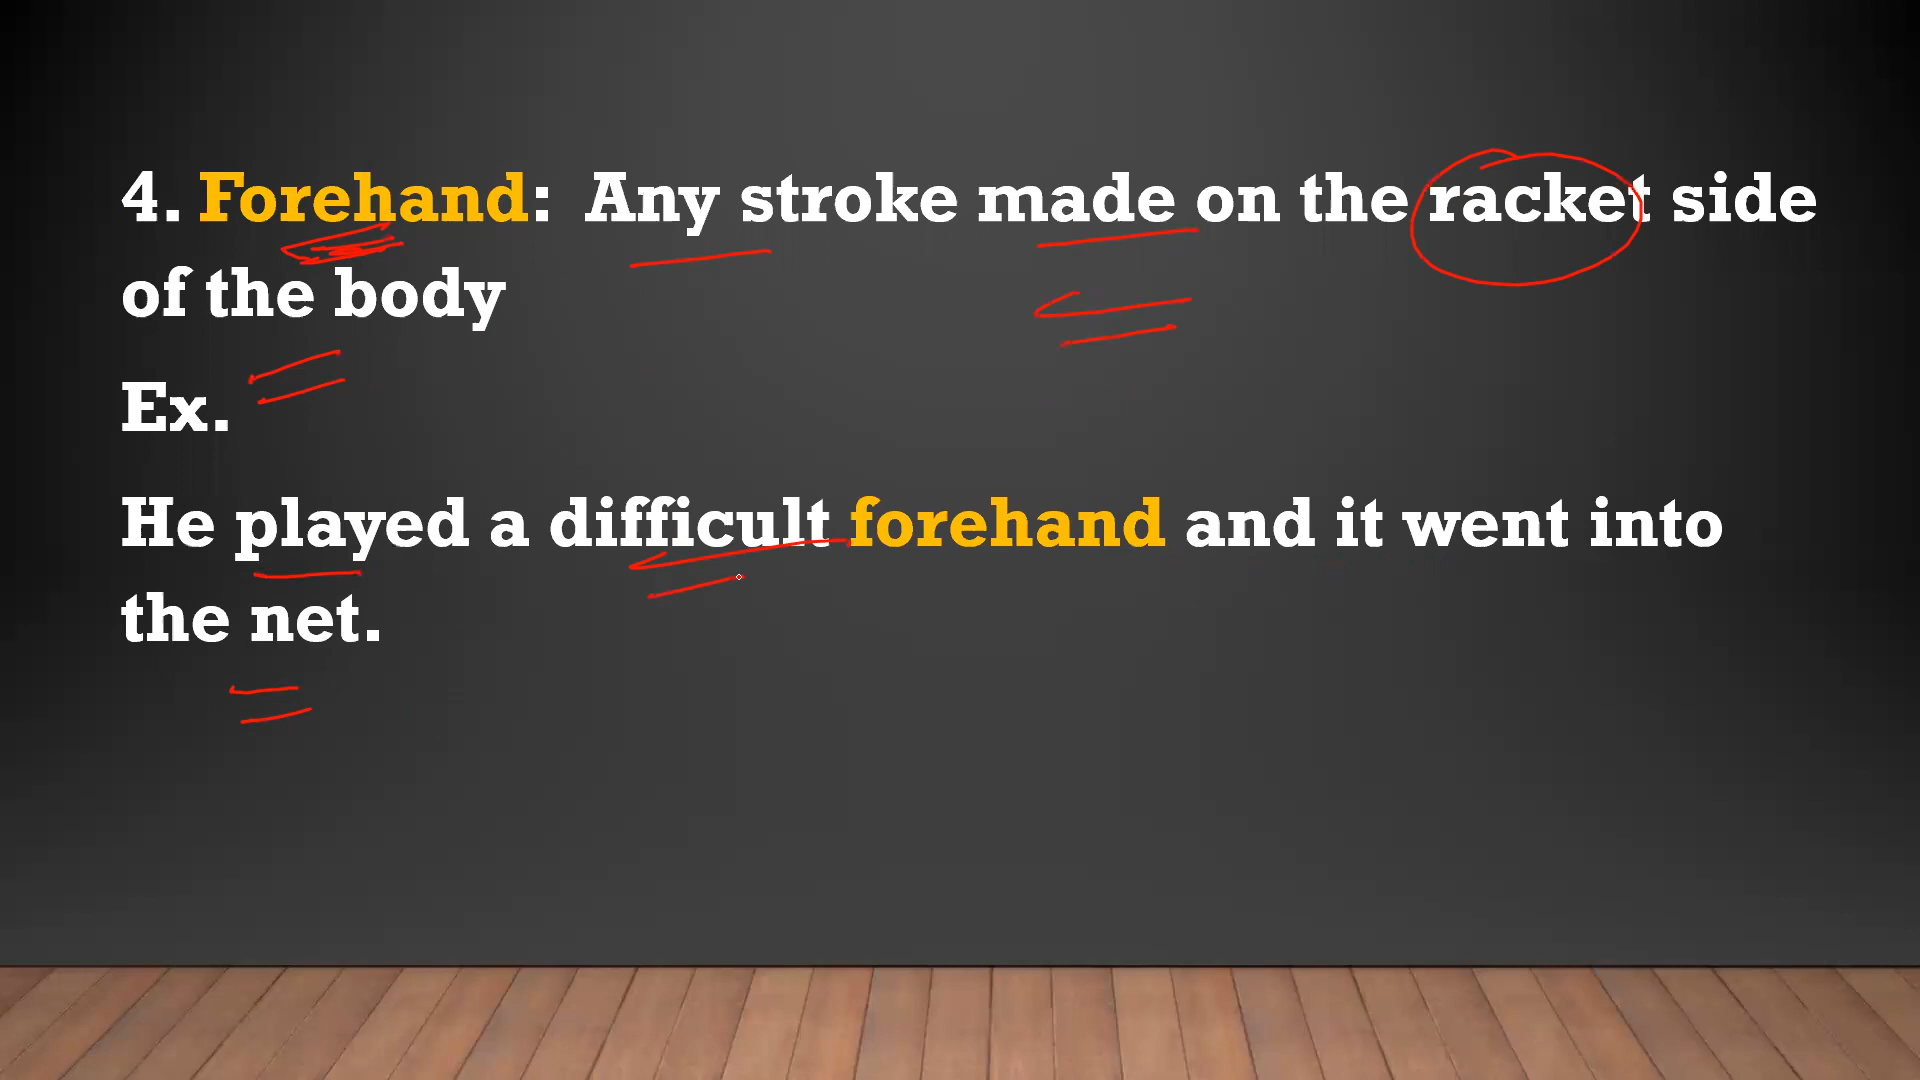 4. Forehand: Any stroke made on the racket side
of the body
Ex.
He played a difficult forehand and it went into
the net.